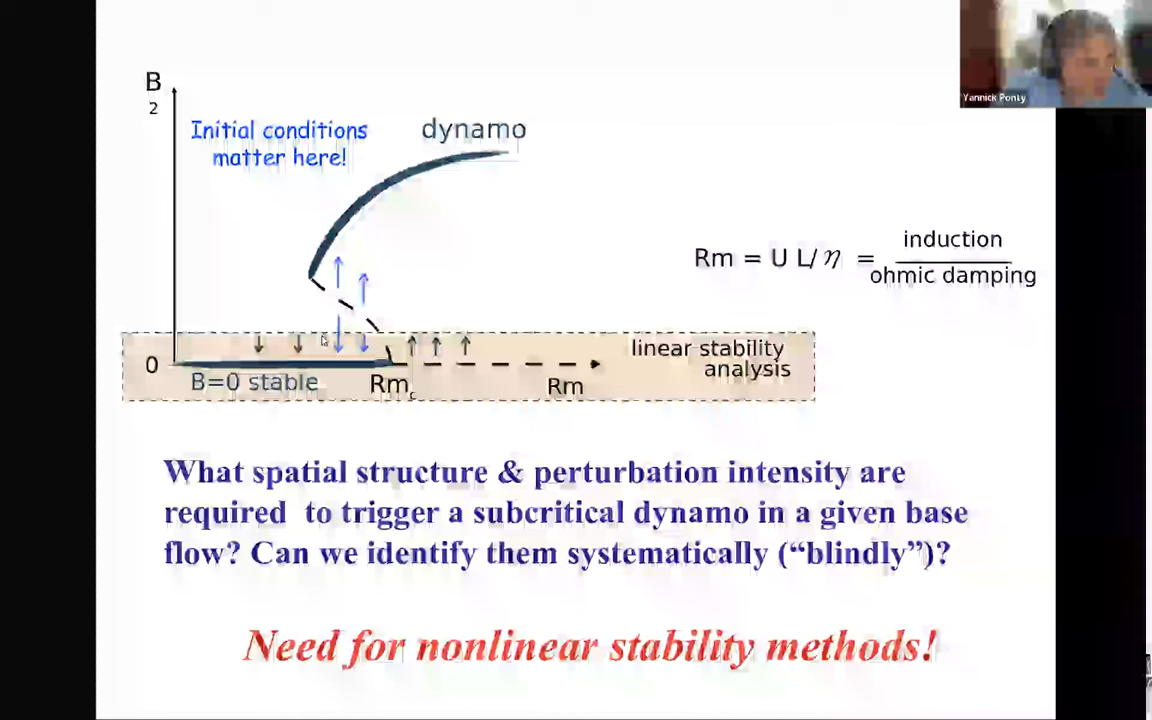 B
2
Initial conditions
matter here!
dynamo
Yannick Ponty
Rm = U L/ η = induction
ohmic damping
0
linear stability
analysis
B=0 stable
Rmc
Rm
What spatial structure & perturbation intensity are
required to trigger a subcritical dynamo in a given base
flow? Can we identify them systematically (“blindly”)?
Need for nonlinear stability methods!